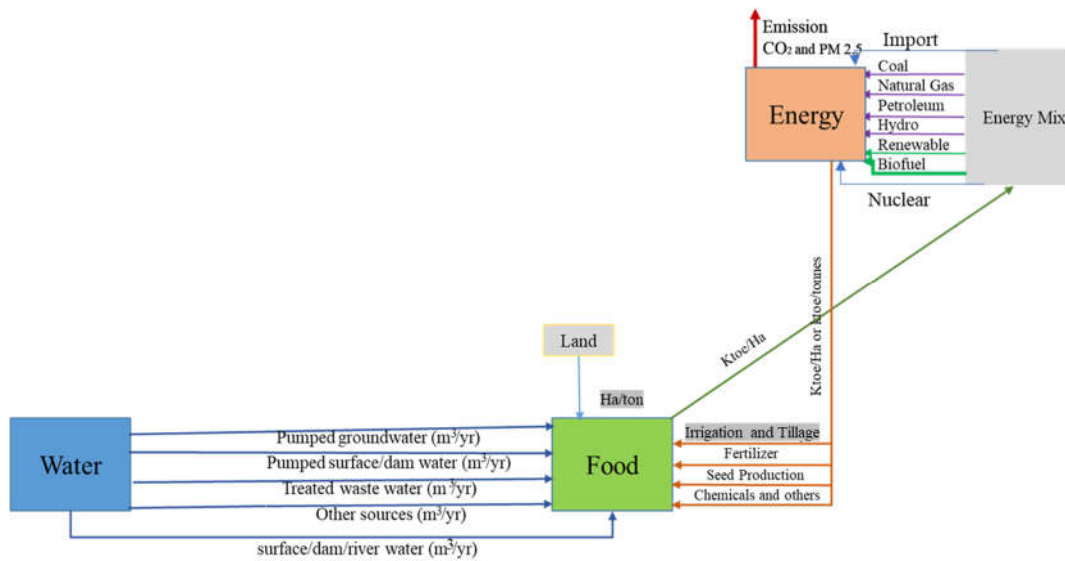 Emission
CO₂ and PM 2.5
Import
Coal
Natural Gas
Petroleum
Hydro
Renewable
Biofuel
Energy
Energy Mix
Nuclear
Ktoe/Ha or ktoe/tonnes
Ktoe/Ha
Land
Ha/ton
Water
Pumped groundwater (m³/yr)
Pumped surface/dam water (m³/yr)
Treated waste water (m³/yr)
Other sources (m³/yr)
surface/dam/river water (m³/yr)
Food
Irrigation and Tillage
Fertilizer
Seed Production
Chemicals and others